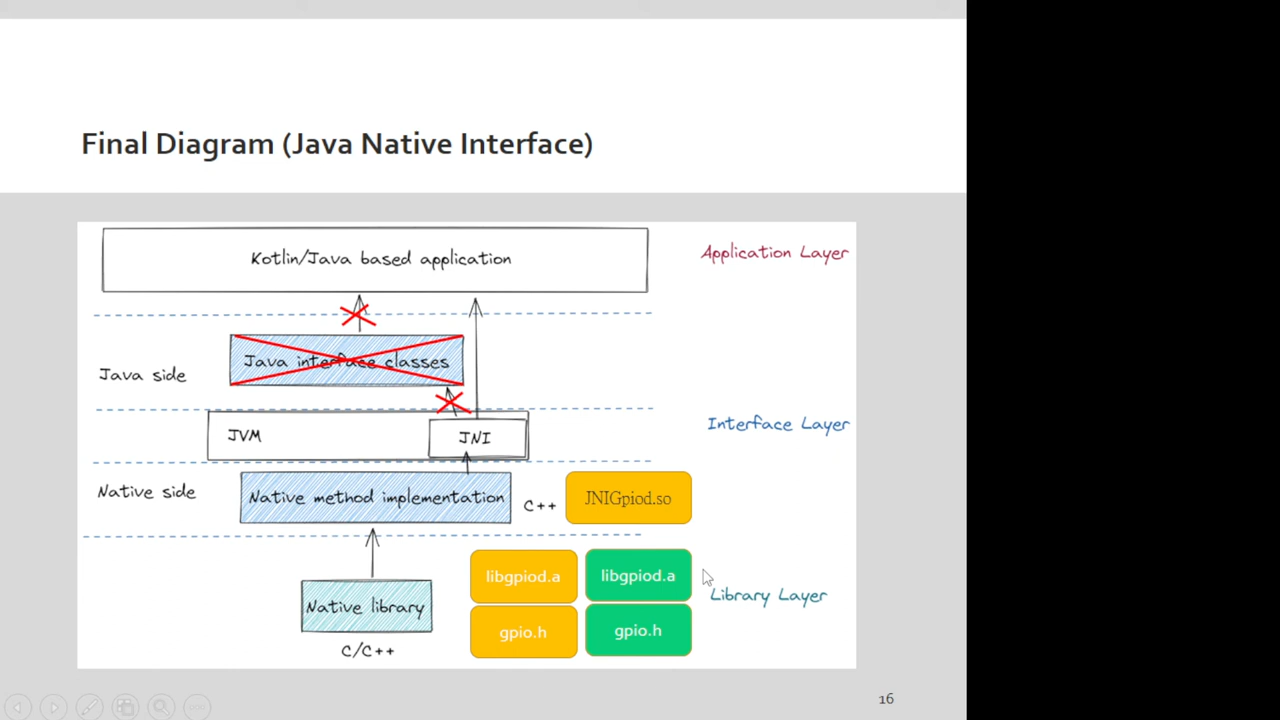 Final Diagram (Java Native Interface)
Kotlin/Java based application
Application Layer
Java interface classes
Java side
JVM
JNI
Interface Layer
Native side
Native method implementation
C++
JNIGpiod.so
libgpiod.a
libgpiod.a
Library Layer
Native library
gpio.h
gpio.h
C/C++
16